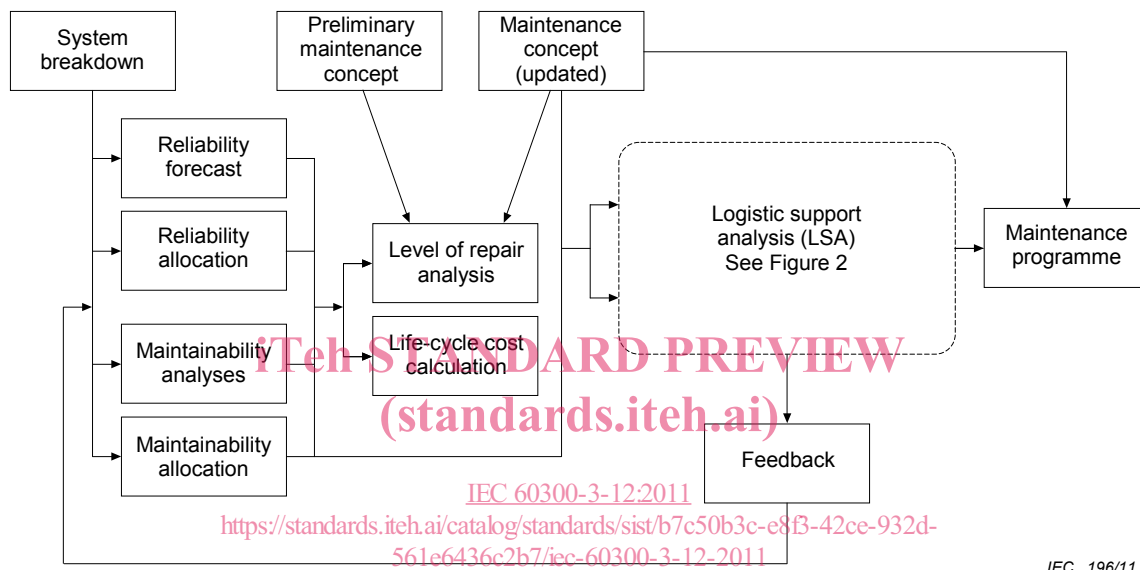 System
breakdown
Preliminary
maintenance
concept
Maintenance
concept
(updated)
Reliability
forecast
Reliability
allocation
Level of repair
analysis
Logistic support
analysis (LSA)
See Figure 2
Maintenance
programme
Maintainability
analyses
Life-cycle cost
calculation
iTeh STANDARD PREVIEW
(standards.iteh.ai)
Maintainability
allocation
Feedback
IEC 60300-3-12:2011
https://standards.iteh.ai/catalog/standards/sist/b7c50b3c-e8f3-42ce-932d-
561e6436c2b7/iec-60300-3-12-2011
IEC 196/11